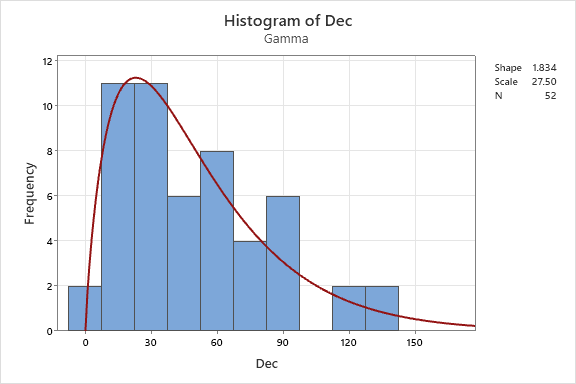 Histogram of Dec
Gamma
Shape 1.834
Scale 27.50
N 52
12
10
8
6
4
2
0
Frequency
0 30 60 90 120 150
Dec